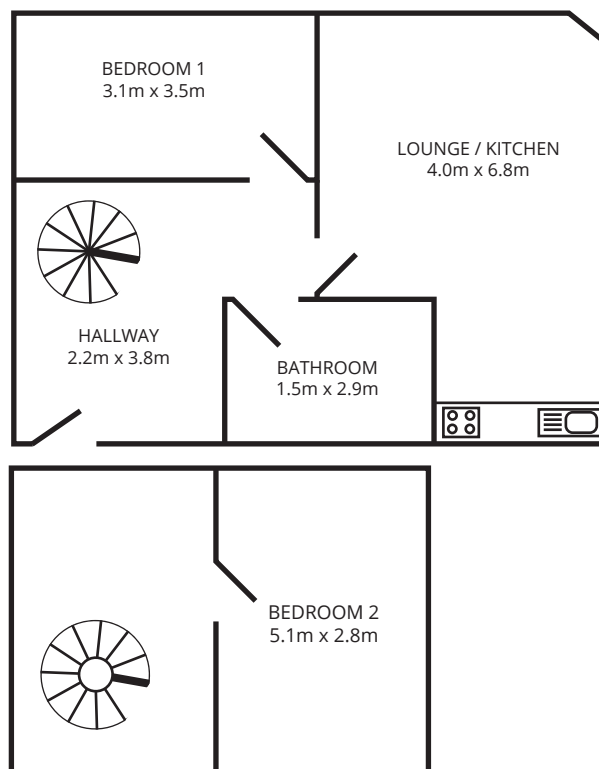 BEDROOM 1
3.1m x 3.5m
LOUNGE / KITCHEN
4.0m x 6.8m
HALLWAY
2.2m x 3.8m
BATHROOM
1.5m x 2.9m
BEDROOM 2
5.1m x 2.8m